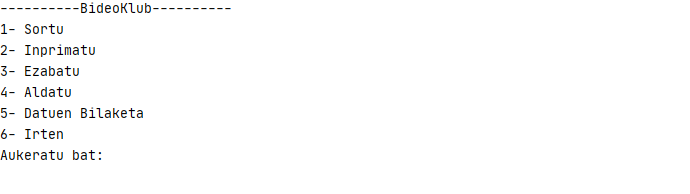 ----------BideoKlub----------
1- Sortu
2- Inprimatu
3- Ezabatu
4- Aldatu
5- Datuen Bilaketa
6- Irten
Aukeratu bat: